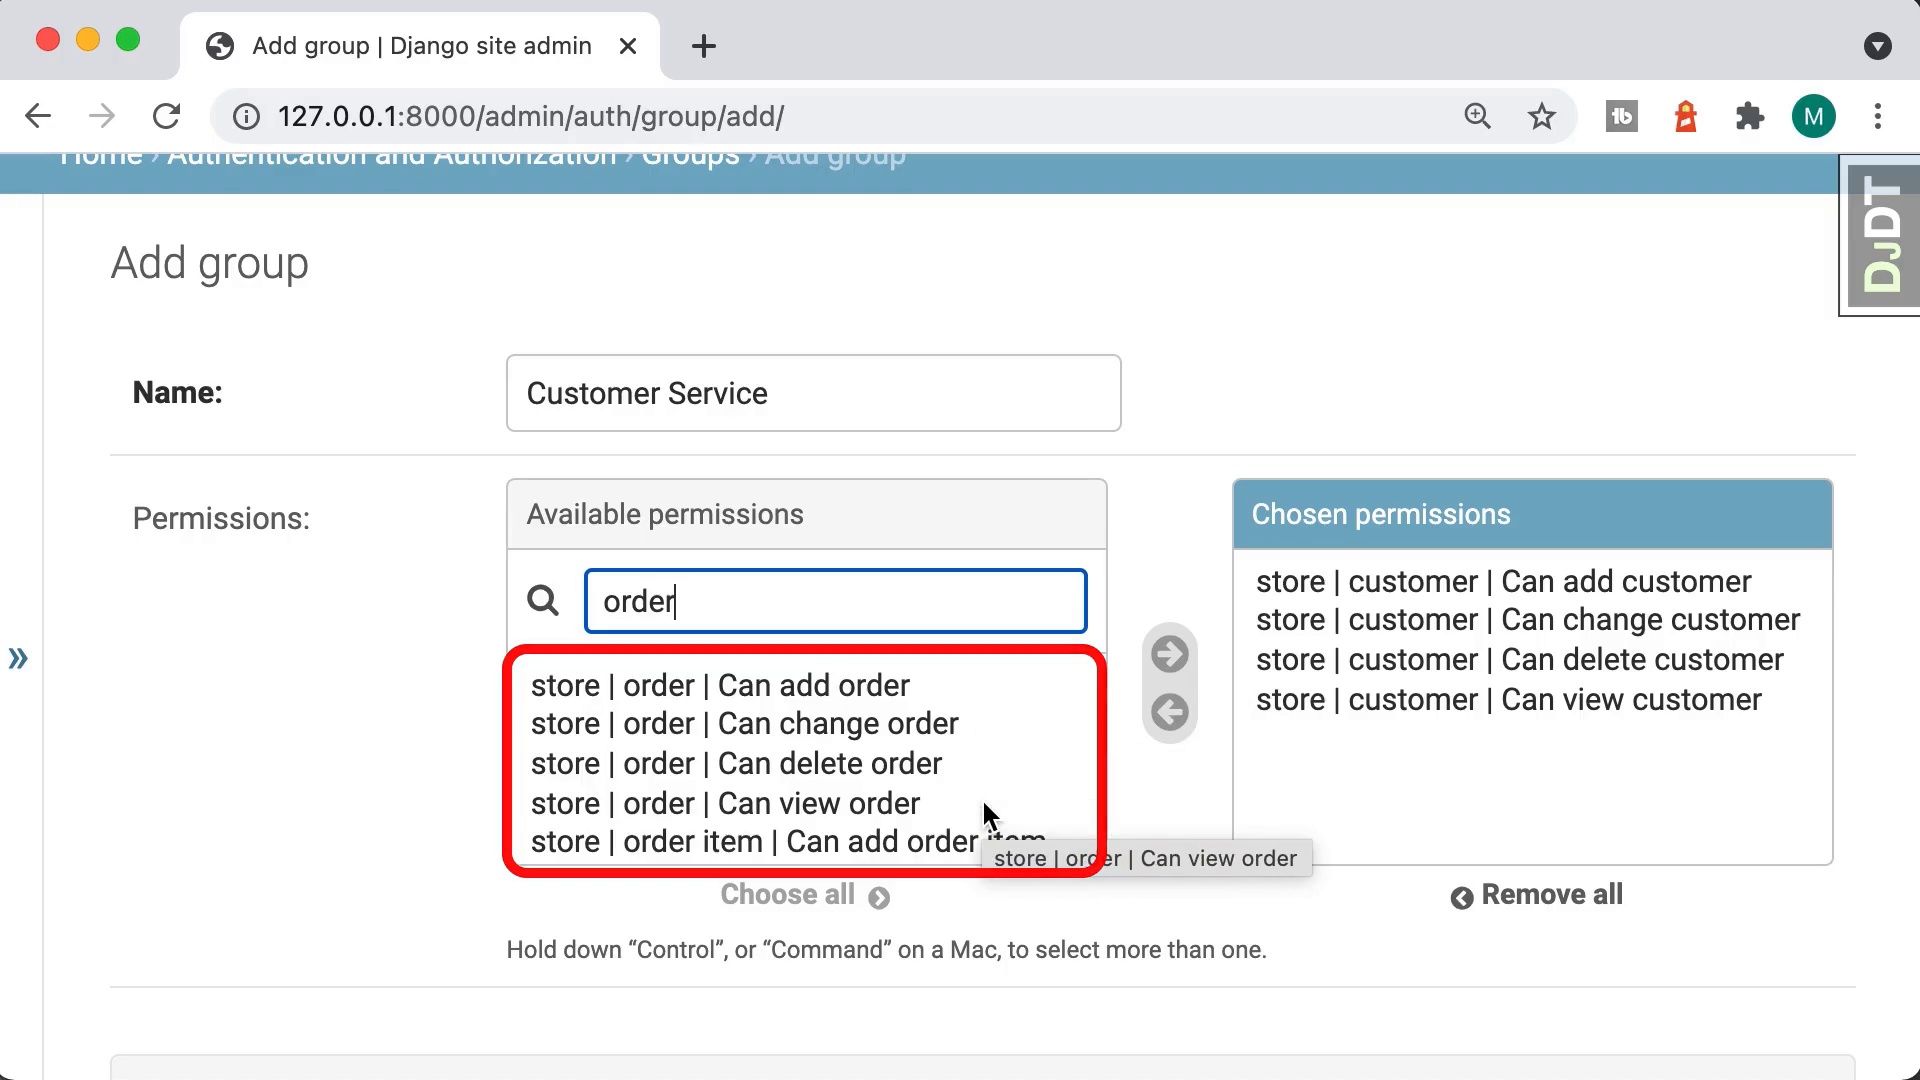 Add group | Django site admin
127.0.0.1:8000/admin/auth/group/add/
M
Home › Authentication and Authorization › Groups › Add group
DJDT
Add group
Name:
Customer Service
Permissions:
Available permissions
order
store | order | Can add order
store | order | Can change order
store | order | Can delete order
store | order | Can view order
store | order item | Can add order item
store | order | Can view order
Choose all
Chosen permissions
store | customer | Can add customer
store | customer | Can change customer
store | customer | Can delete customer
store | customer | Can view customer
Remove all
Hold down “Control”, or “Command” on a Mac, to select more than one.